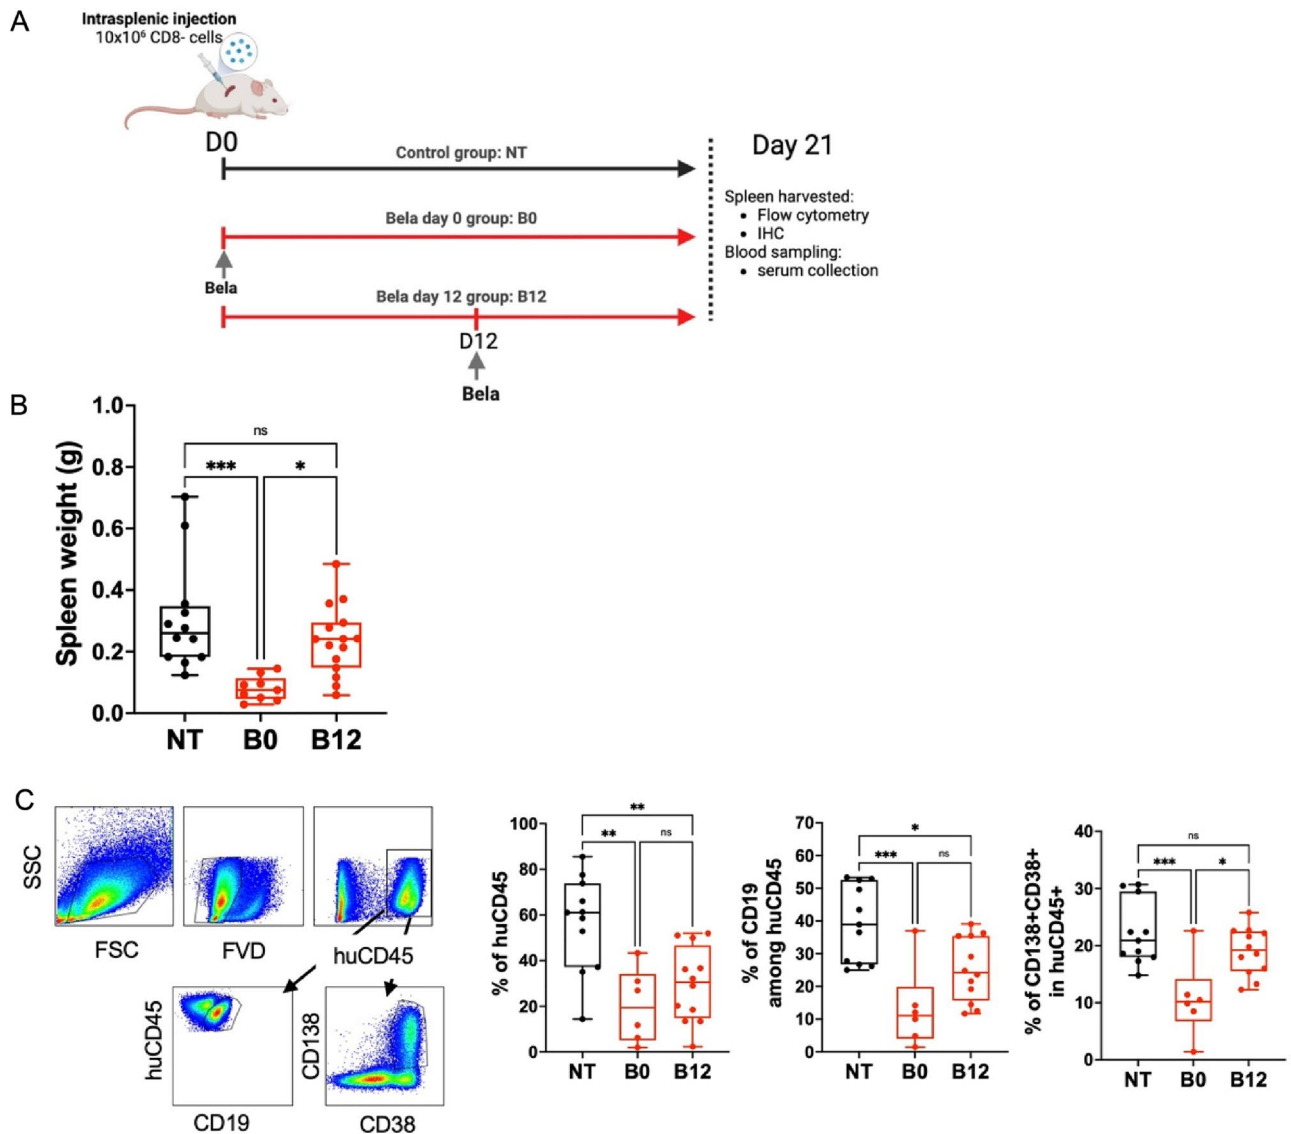 A
Intrasplenic injection
10x10⁶ CD8- cells
D0
Control group: NT
Day 21
Bela day 0 group: B0
Spleen harvested:
• Flow cytometry
• IHC
Blood sampling:
• serum collection
Bela
Bela day 12 group: B12
D12
Bela
B
Spleen weight (g)
1.0
0.8
0.6
0.4
0.2
0.0
ns
***
*
NT
B0
B12
C
SSC
FSC
FVD
huCD45
huCD45
CD19
CD138
CD38
% of huCD45
100
80
60
40
20
0
**
**
ns
NT
B0
B12
% of CD19
among huCD45
70
60
50
40
30
20
10
0
*
***
ns
NT
B0
B12
% of CD138+CD38+
in huCD45+
40
30
20
10
0
ns
***
*
NT
B0
B12